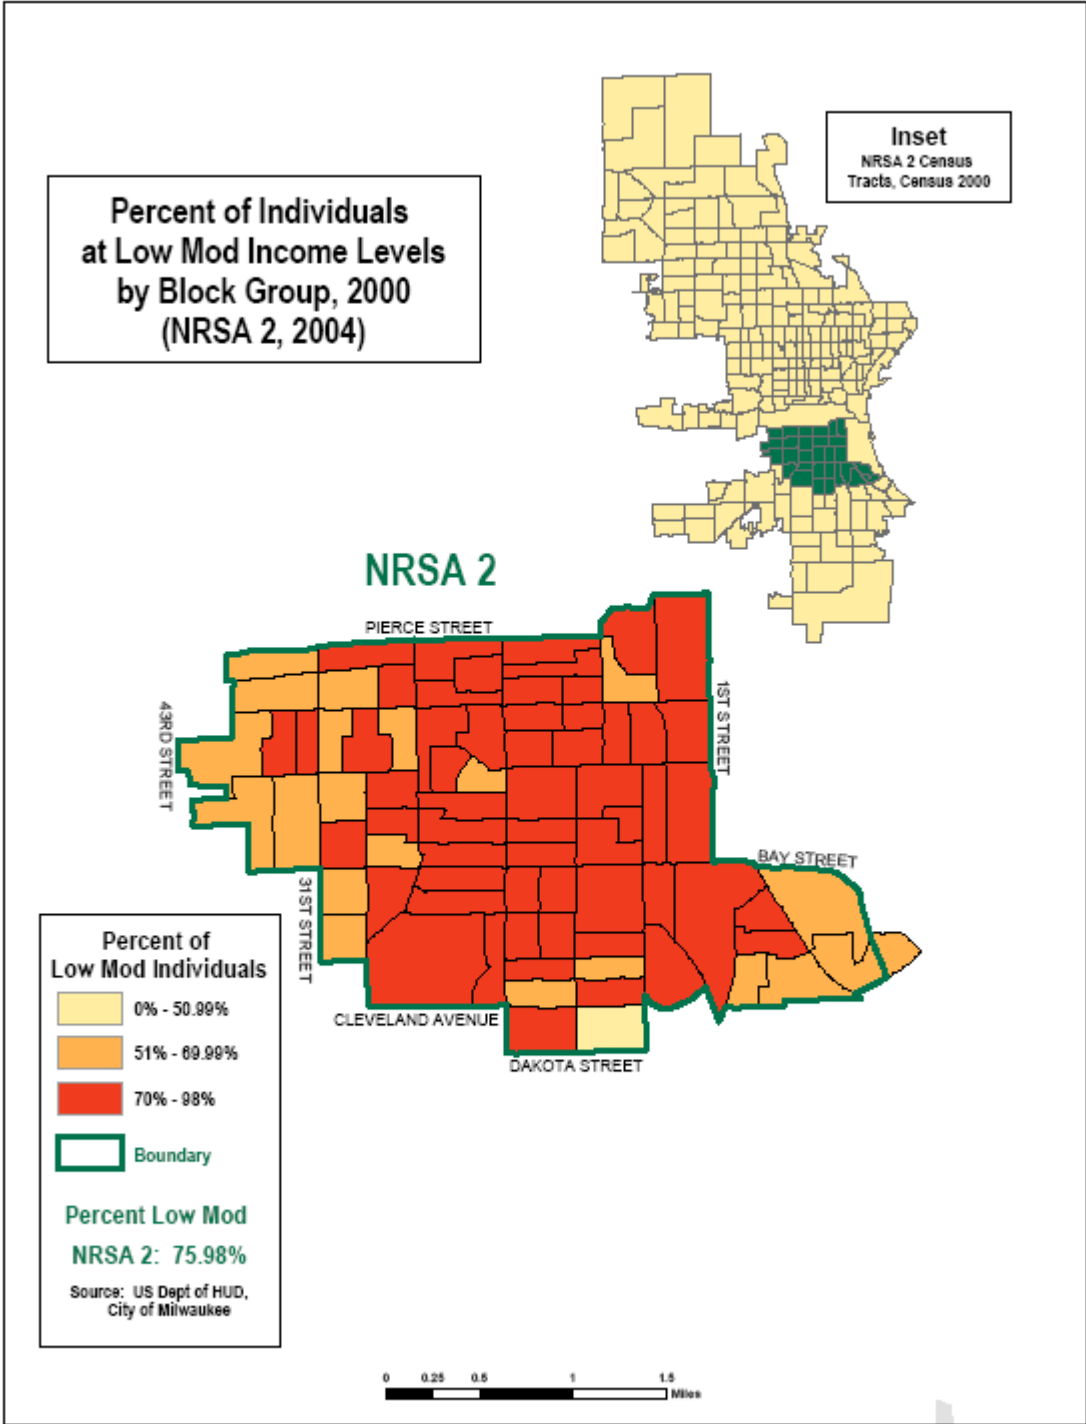 Percent of Individuals
at Low Mod Income Levels
by Block Group, 2000
(NRSA 2, 2004)
Inset
NRSA 2 Census
Tracts, Census 2000
NRSA 2
PIERCE STREET
43RD STREET
1ST STREET
BAY STREET
31ST STREET
CLEVELAND AVENUE
DAKOTA STREET
Percent of
Low Mod Individuals
0% - 50.99%
51% - 69.99%
70% - 98%
Boundary
Percent Low Mod
NRSA 2: 75.98%
Source: US Dept of HUD,
City of Milwaukee
0 0.25 0.5 1 1.5
Miles